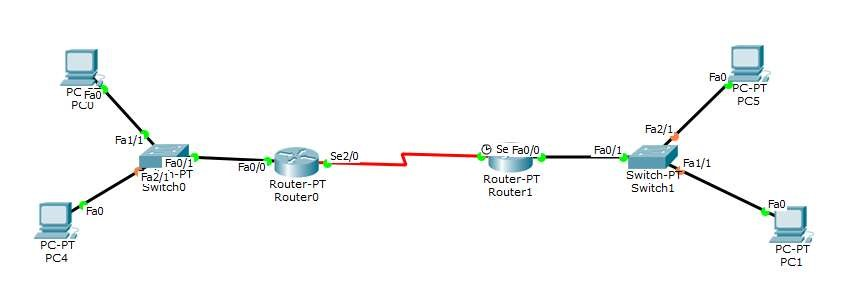 PC-PT
PC0
Fa0
Fa1/1
Fa0/1
Fa2/1
Switch-PT
Switch0
Fa0
PC-PT
PC4
Fa0/0
Router-PT
Router0
Se2/0
Se
Fa0/0
Router-PT
Router1
Fa0/1
Fa2/1
Fa1/1
Switch-PT
Switch1
Fa0
PC-PT
PC5
Fa0
PC-PT
PC1